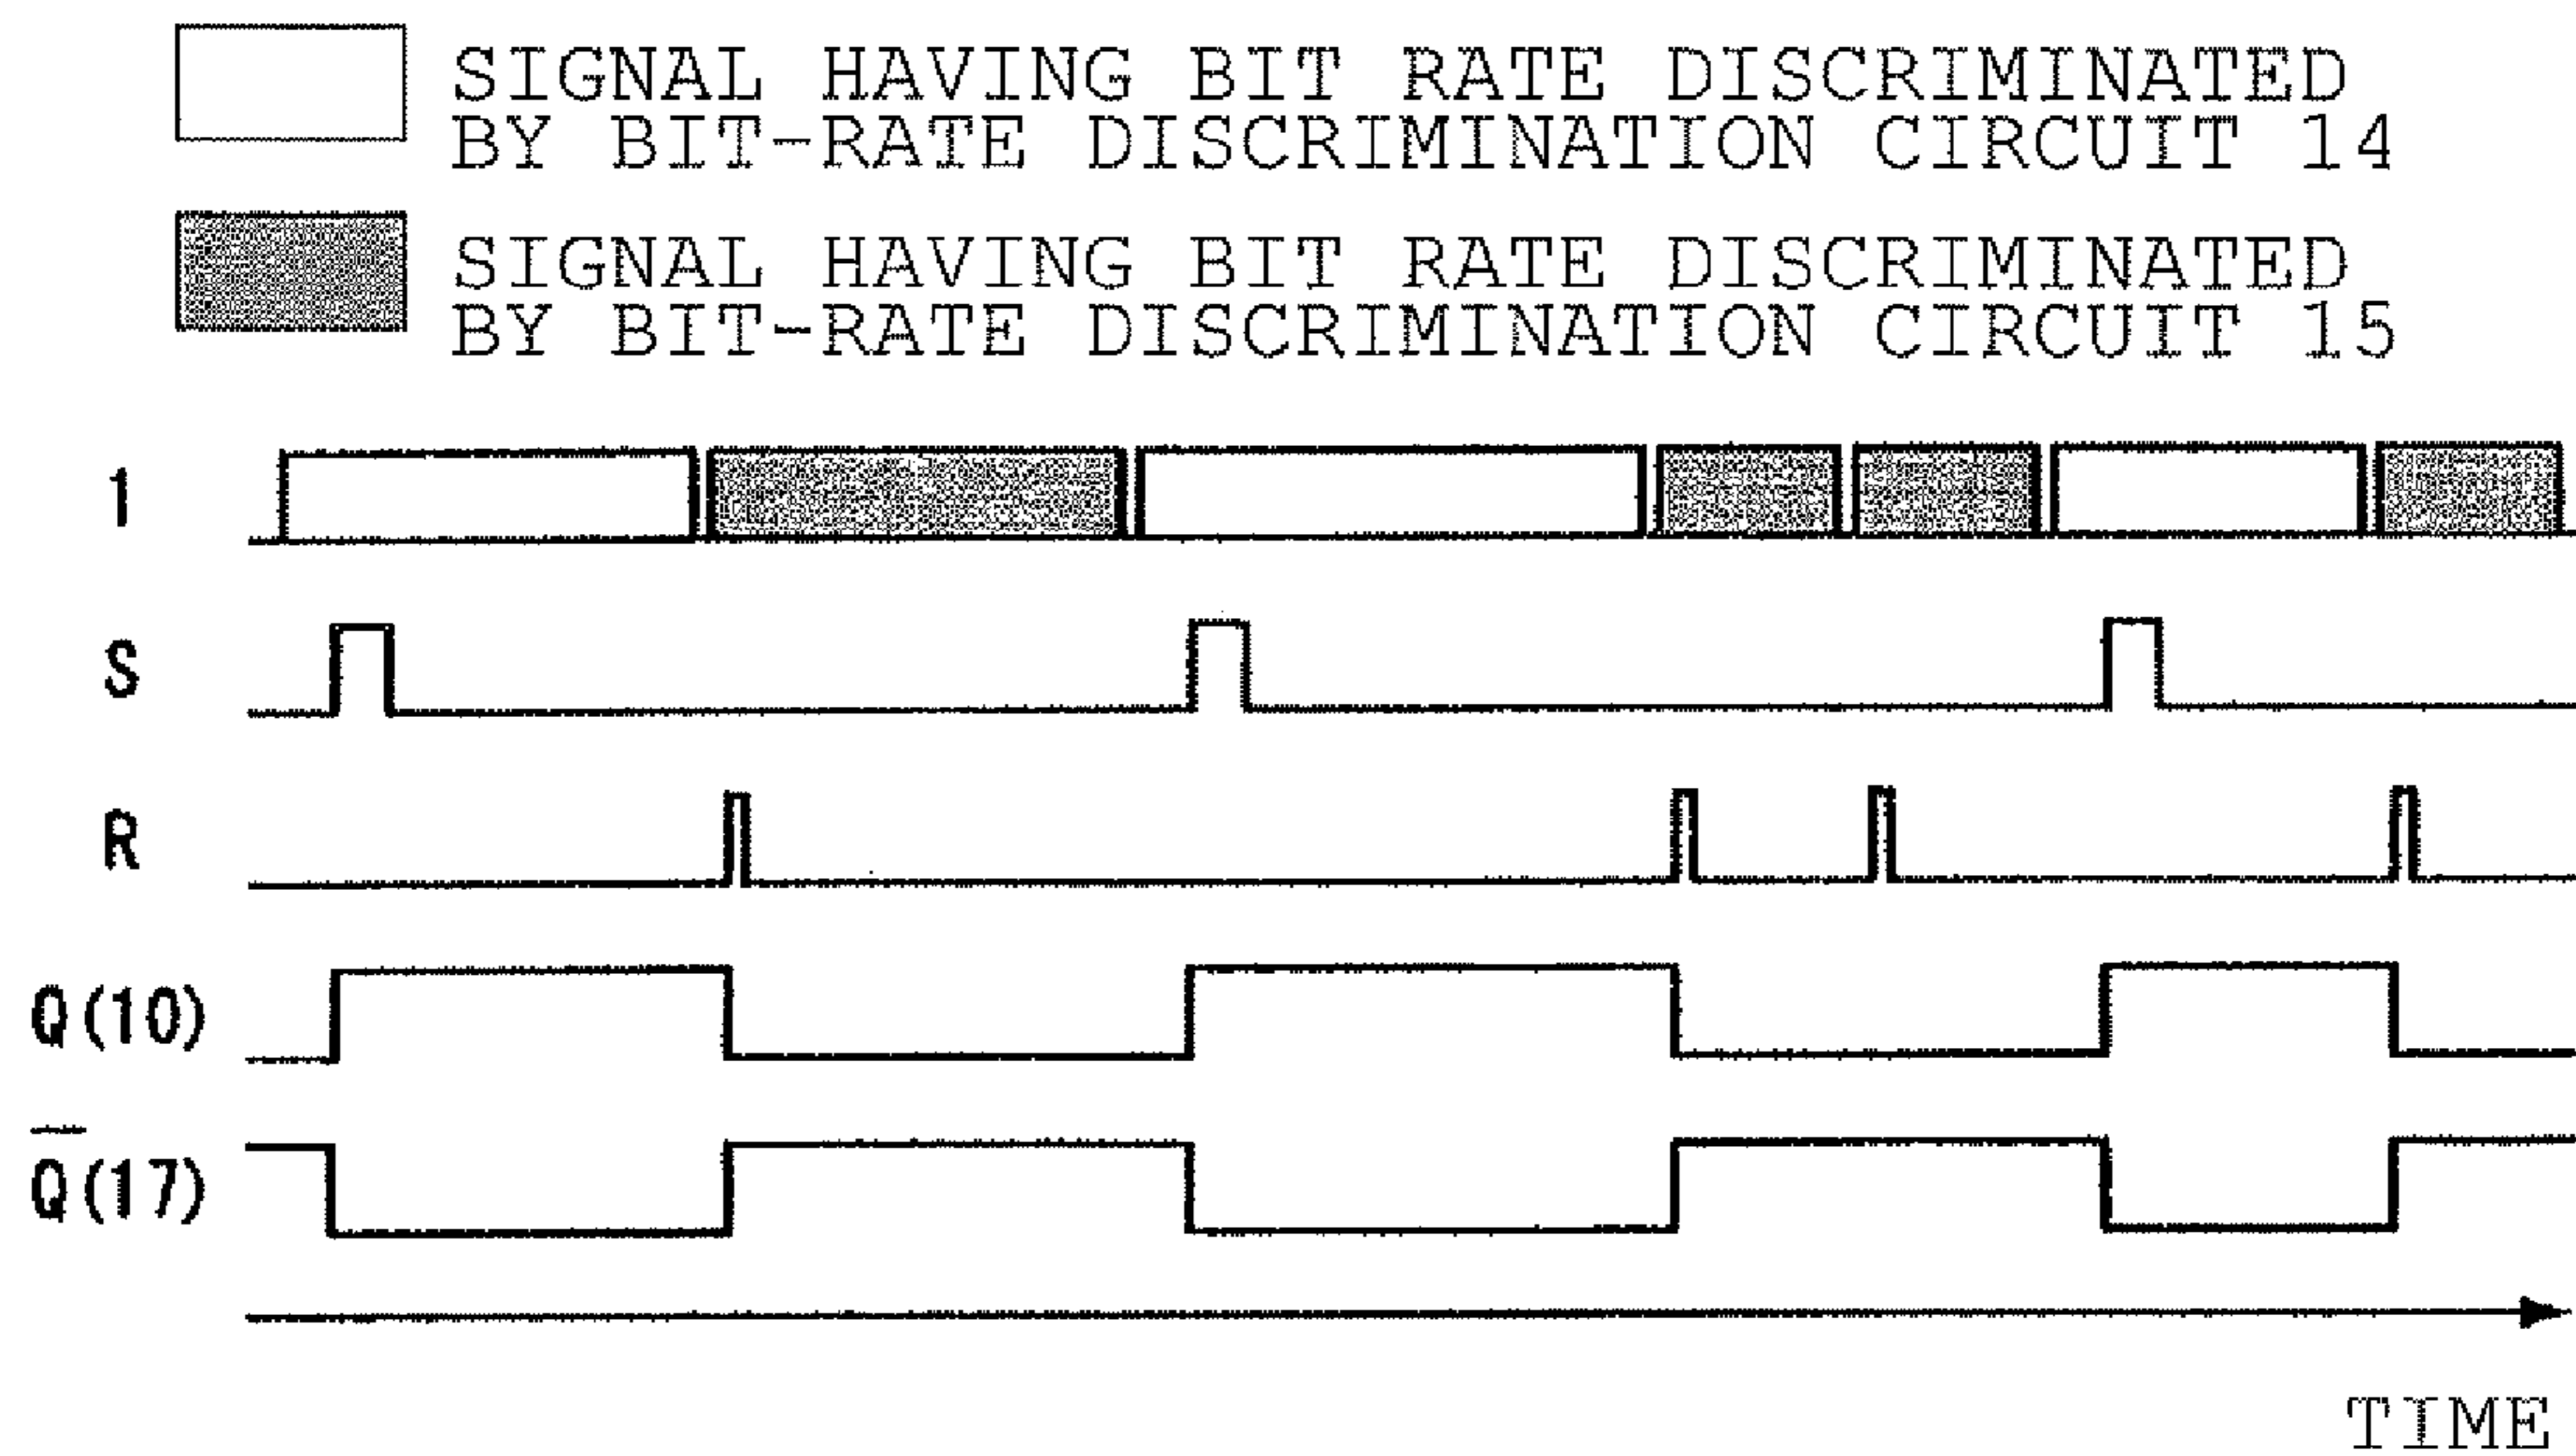 SIGNAL HAVING BIT RATE DISCRIMINATED
BY BIT-RATE DISCRIMINATION CIRCUIT 14
SIGNAL HAVING BIT RATE DISCRIMINATED
BY BIT-RATE DISCRIMINATION CIRCUIT 15
1
S
R
Q(10)
Q̅(17)
TIME